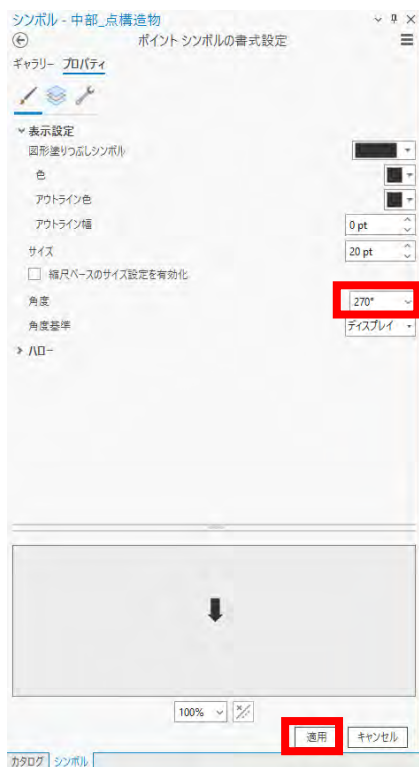 シンボル - 中部_点構造物
ポイント シンボルの書式設定
ギャラリー プロパティ
表示設定
図形塗りつぶしシンボル
色
アウトライン色
アウトライン幅 0 pt
サイズ 20 pt
縮尺ベースのサイズ設定を有効化
角度 270°
角度基準 ディスプレイ
ハロー
100%
適用 キャンセル
カタログ シンボル